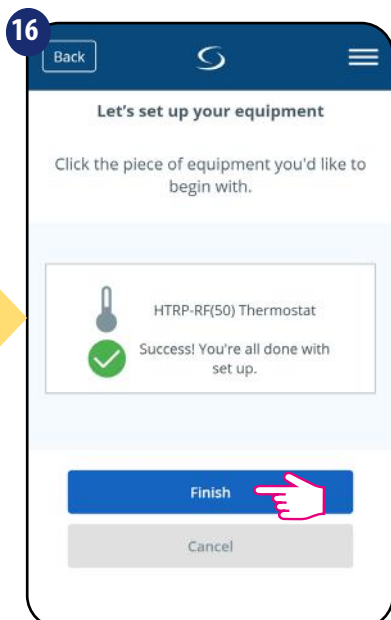 16
Back
Let's set up your equipment
Click the piece of equipment you'd like to
begin with.
HTRP-RF(50) Thermostat
Success! You're all done with
set up.
Finish
Cancel